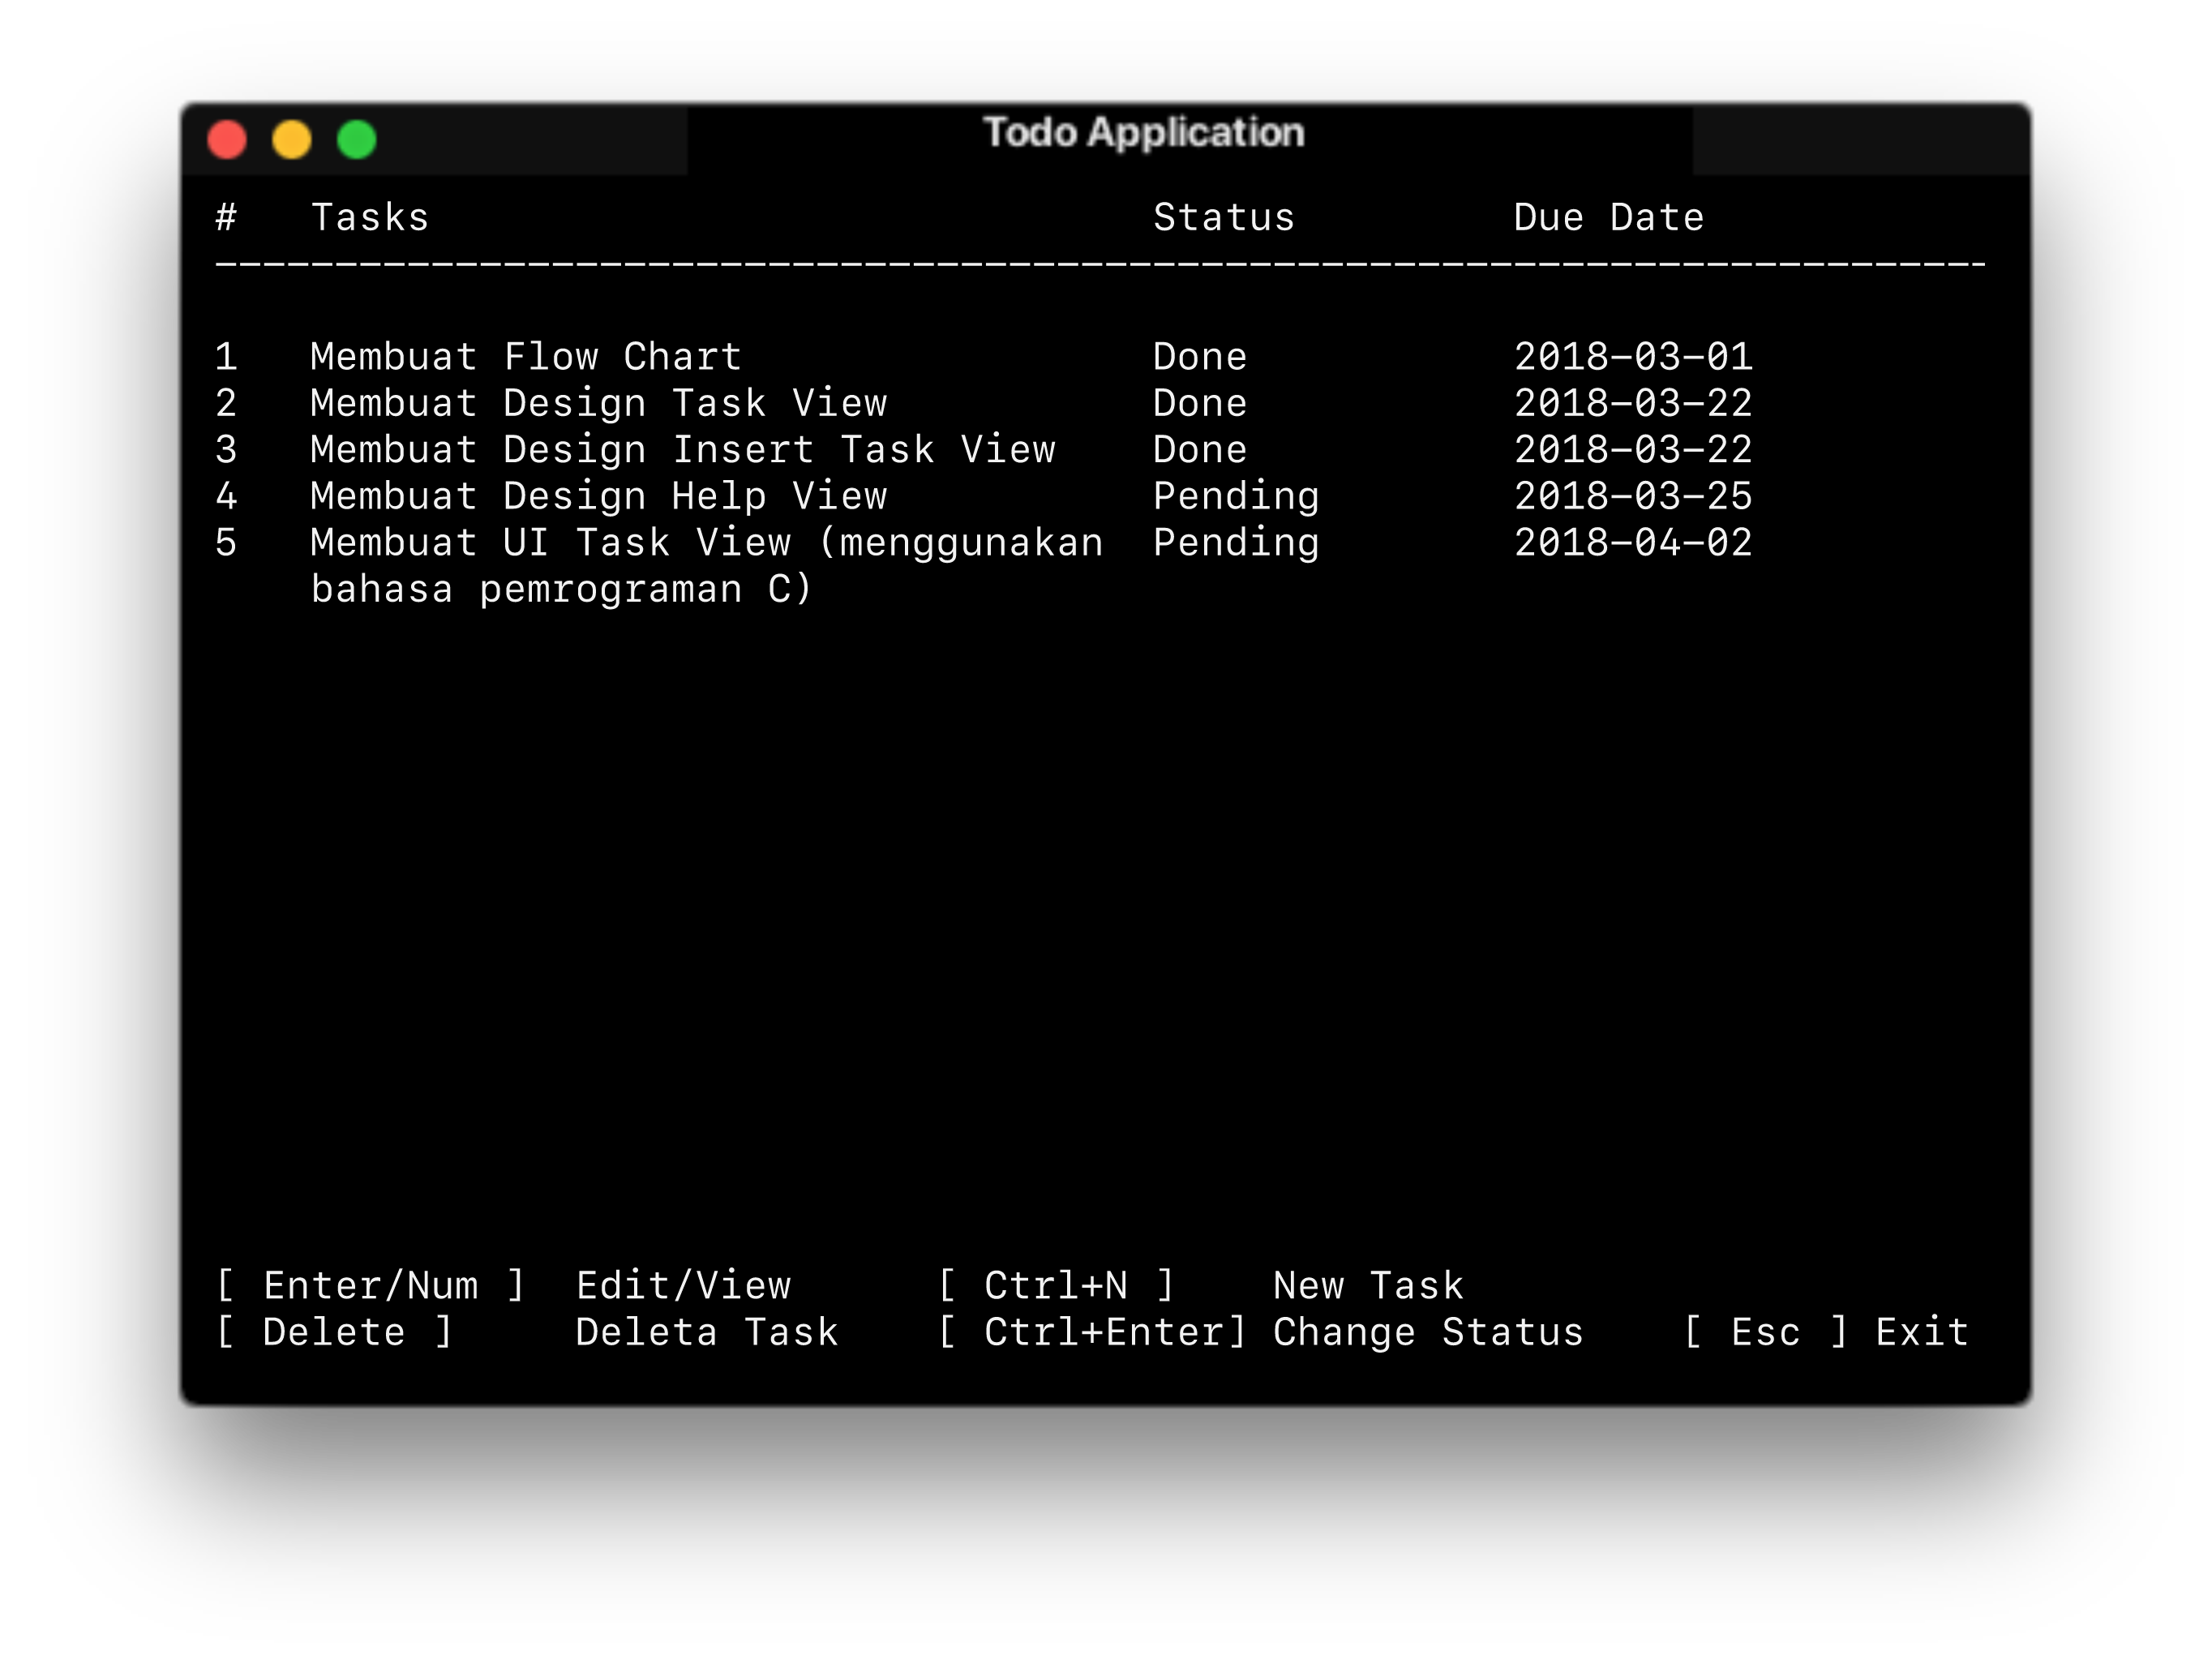 Todo Application
# Tasks Status Due Date
--------------------------------------------------------------------------
1 Membuat Flow Chart Done 2018-03-01
2 Membuat Design Task View Done 2018-03-22
3 Membuat Design Insert Task View Done 2018-03-22
4 Membuat Design Help View Pending 2018-03-25
5 Membuat UI Task View (menggunakan Pending 2018-04-02
bahasa pemrograman C)
[ Enter/Num ] Edit/View [ Ctrl+N ] New Task
[ Delete ] Deleta Task [ Ctrl+Enter] Change Status [ Esc ] Exit